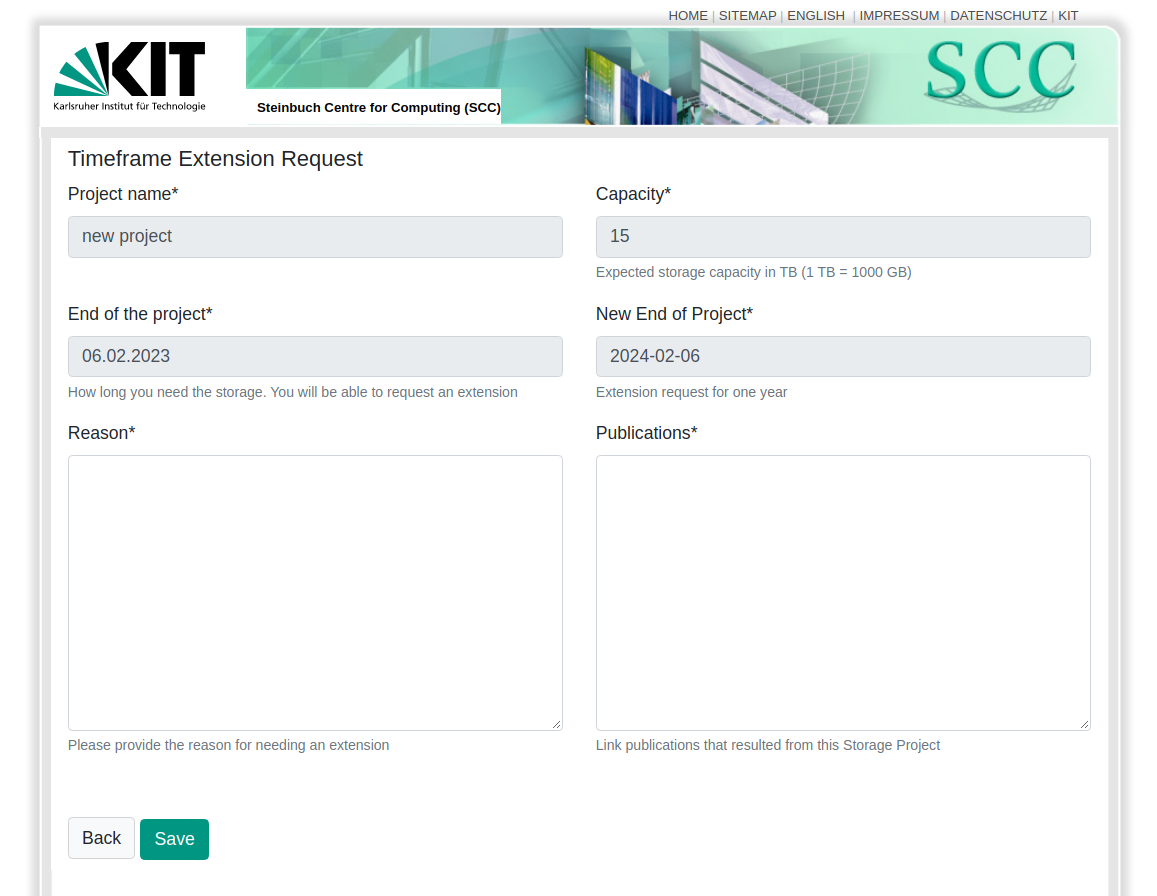 HOME | SITEMAP | ENGLISH | IMPRESSUM | DATENSCHUTZ | KIT
KIT
Karlsruher Institut für Technologie
Steinbuch Centre for Computing (SCC)
SCC
Timeframe Extension Request
Project name*
new project
Capacity*
15
Expected storage capacity in TB (1 TB = 1000 GB)
End of the project*
06.02.2023
How long you need the storage. You will be able to request an extension
New End of Project*
2024-02-06
Extension request for one year
Reason*
Please provide the reason for needing an extension
Publications*
Link publications that resulted from this Storage Project
Back
Save